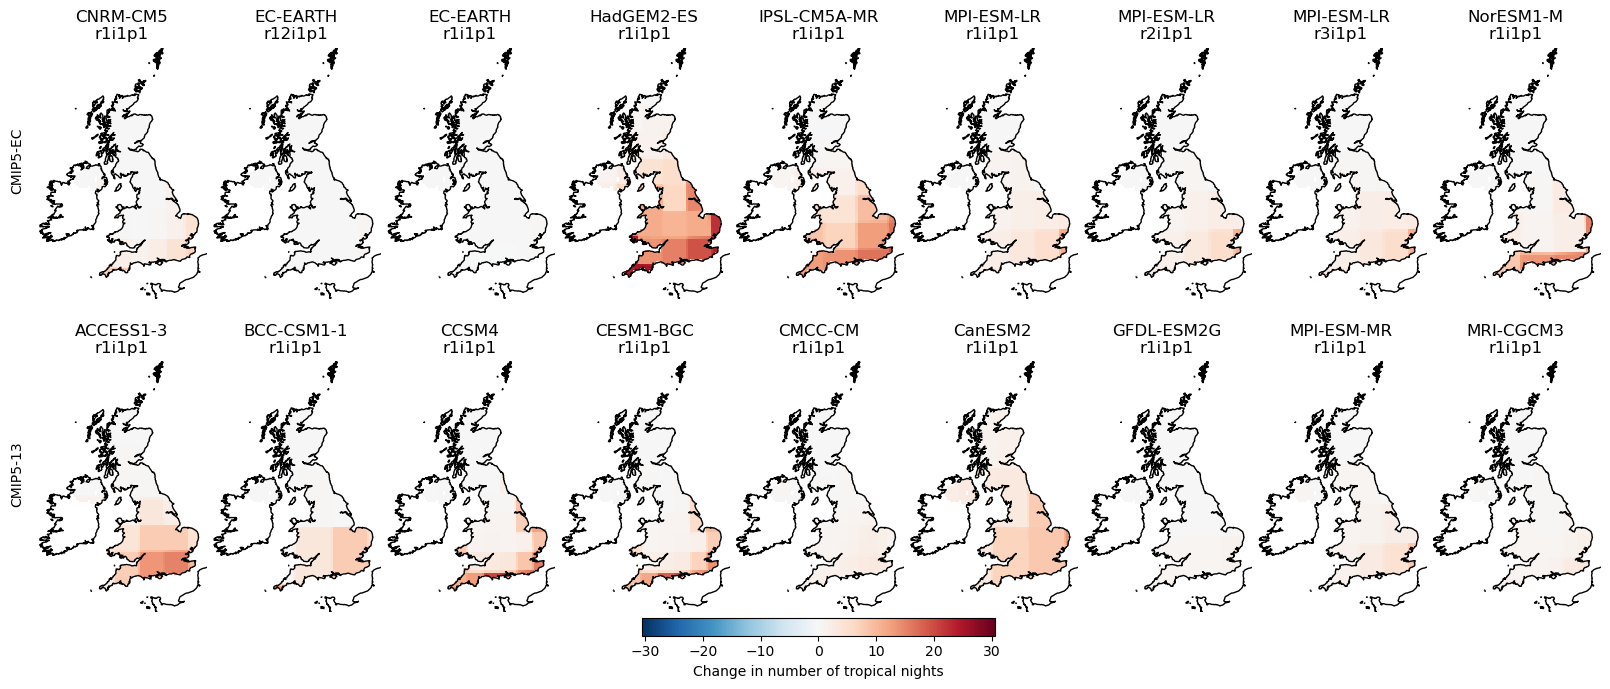 CNRM-CM5 EC-EARTH EC-EARTH HadGEM2-ES IPSL-CM5A-MR MPI-ESM-LR MPI-ESM-LR MPI-ESM-LR NorESM1-M
r1i1p1 r12i1p1 r1i1p1 r1i1p1 r1i1p1 r1i1p1 r2i1p1 r3i1p1 r1i1p1
CMIP5-EC
ACCESS1-3 BCC-CSM1-1 CCSM4 CESM1-BGC CMCC-CM CanESM2 GFDL-ESM2G MPI-ESM-MR MRI-CGCM3
r1i1p1 r1i1p1 r1i1p1 r1i1p1 r1i1p1 r1i1p1 r1i1p1 r1i1p1 r1i1p1
CMIP5-13
−30 −20 −10 0 10 20 30
Change in number of tropical nights